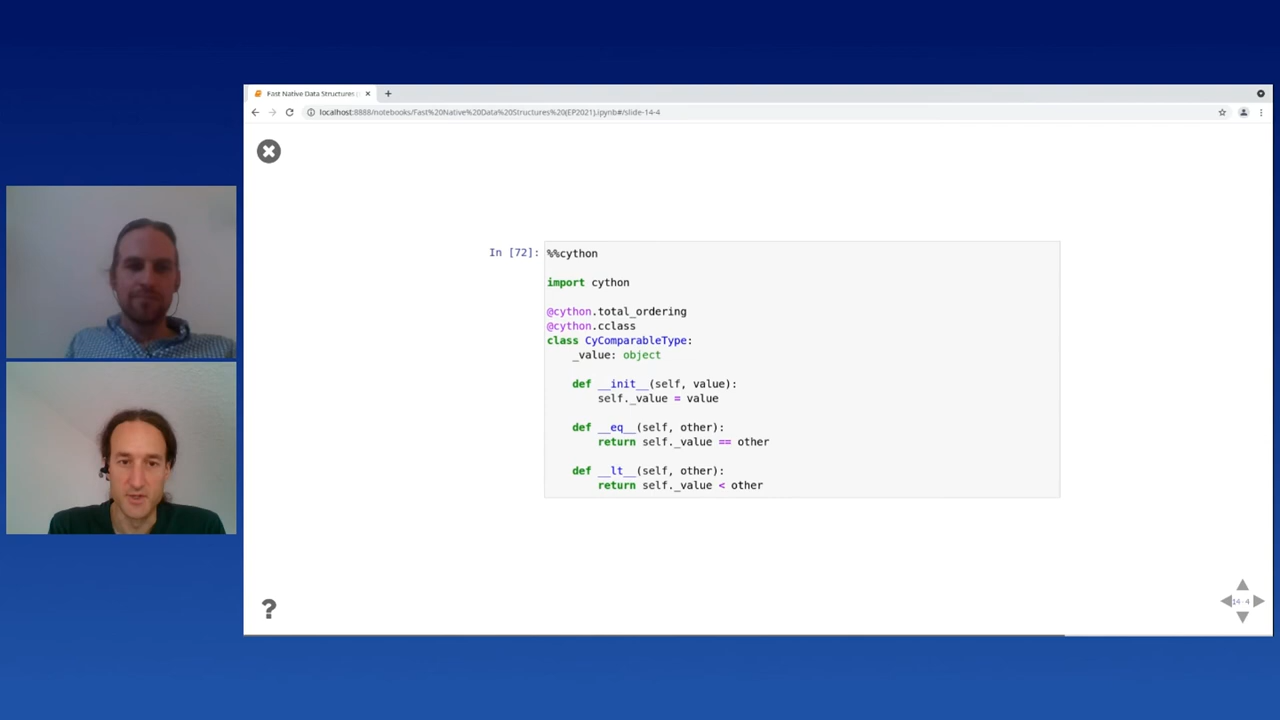 Fast Native Data Structures
localhost:8888/notebooks/Fast%20Native%20Data%20Structures%20(EP2021).ipynb#/slide-14-4
In [72]:
%%cython
import cython
@cython.total_ordering
@cython.cclass
class CyComparableType:
    _value: object
    def __init__(self, value):
        self._value = value
    def __eq__(self, other):
        return self._value == other
    def __lt__(self, other):
        return self._value < other
?
14-4